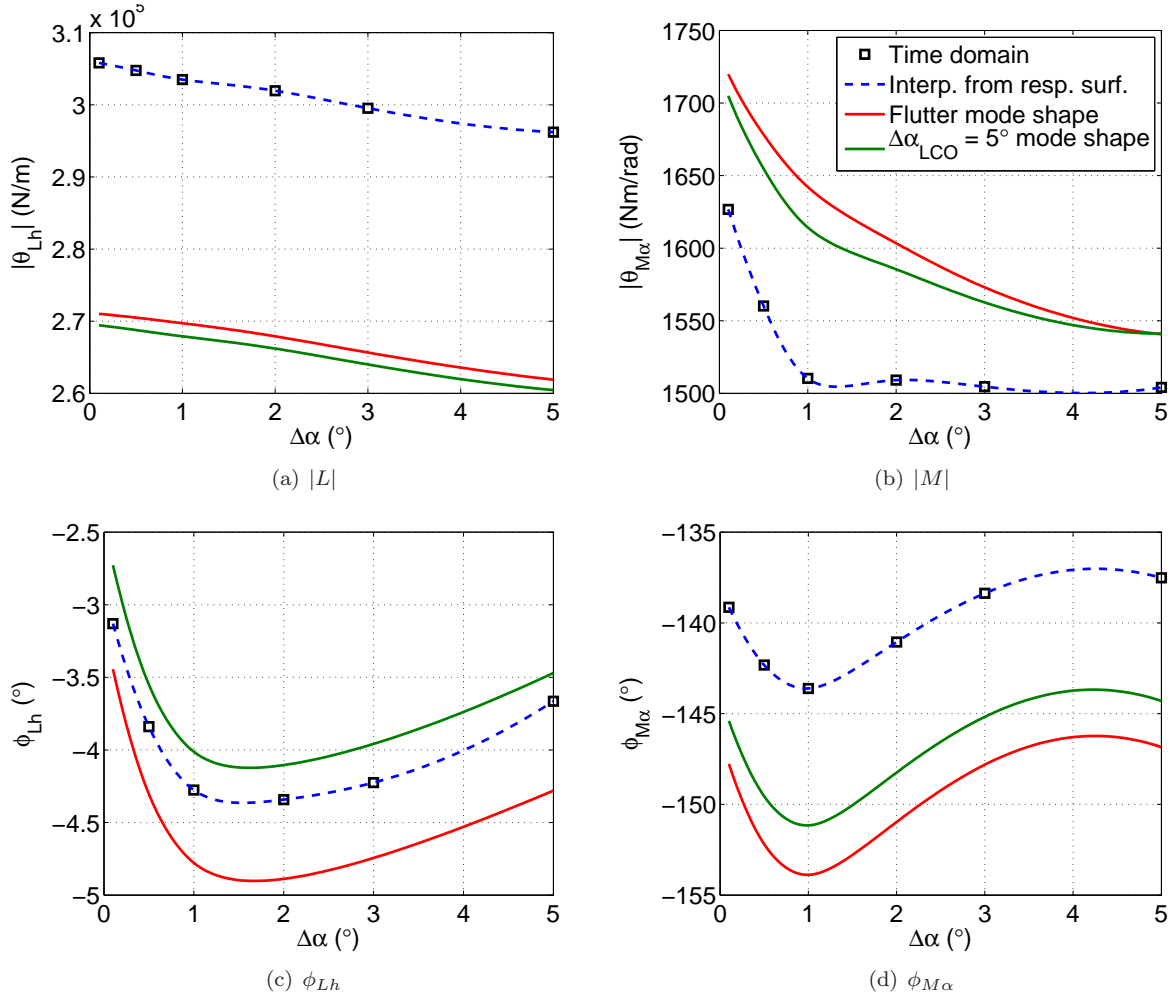 x 10⁵
3.1
3
2.9
2.8
2.7
2.6
0 1 2 3 4 5
|θLh| (N/m)
Δα (°)
(a) |L|
1750
1700
1650
1600
1550
1500
0 1 2 3 4 5
|θMα| (Nm/rad)
Δα (°)
Time domain
Interp. from resp. surf.
Flutter mode shape
ΔαLCO = 5° mode shape
(b) |M|
−2.5
−3
−3.5
−4
−4.5
−5
0 1 2 3 4 5
ϕLh (°)
Δα (°)
(c) ϕLh
−135
−140
−145
−150
−155
0 1 2 3 4 5
ϕMα (°)
Δα (°)
(d) ϕMα